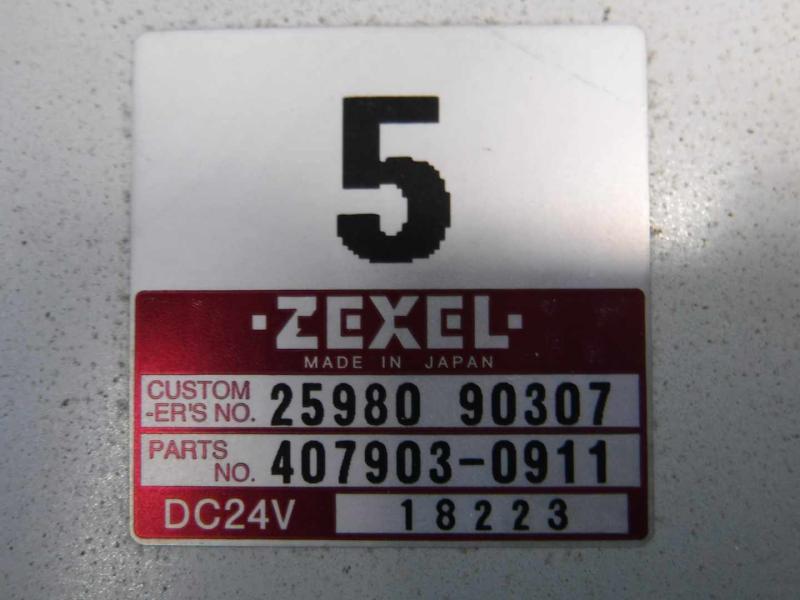 5
·ZEXEL·
MADE IN JAPAN
CUSTOM
-ER'S NO. 25980 90307
PARTS
NO. 407903-0911
DC24V 18223